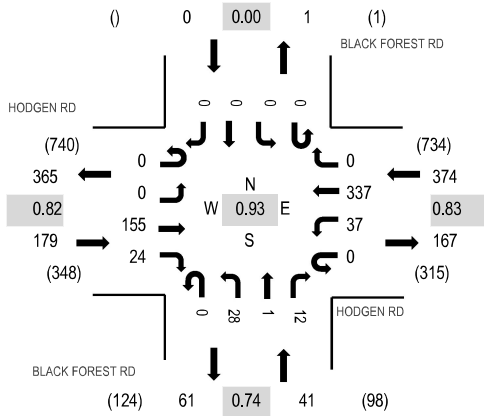 () 0 0.00 1 (1)
BLACK FOREST RD
HODGEN RD
0 0 0 0
(740) (734)
365 0 0 374
0 N 337
0.82 W 0.93 E 0.83
155 37
179 S 167
24 0
(348) (315)
0 28 1 12
HODGEN RD
BLACK FOREST RD
(124) 61 0.74 41 (98)